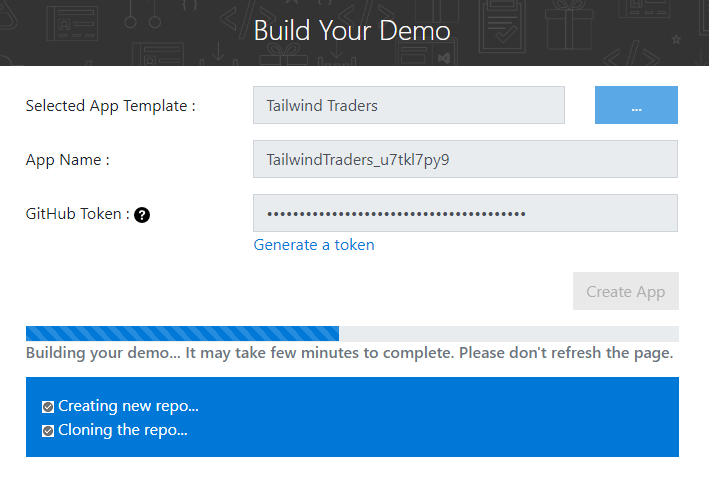 Build Your Demo
Selected App Template :
Tailwind Traders
...
App Name :
TailwindTraders_u7tkl7py9
GitHub Token : ?
••••••••••••••••••••••••••••••••••••••••
Generate a token
Create App
Building your demo... It may take few minutes to complete. Please don't refresh the page.
Creating new repo...
Cloning the repo...